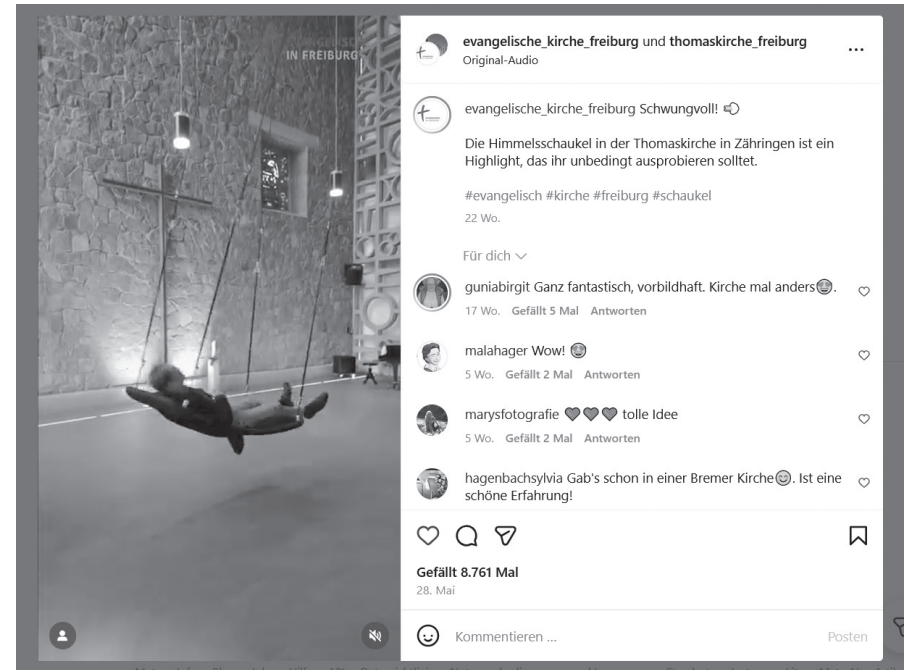 IN FREIBURG
evangelische_kirche_freiburg und thomaskirche_freiburg
Original-Audio
evangelische_kirche_freiburg Schwungvoll! 💨
Die Himmelsschaukel in der Thomaskirche in Zähringen ist ein
Highlight, das ihr unbedingt ausprobieren solltet.
#evangelisch #kirche #freiburg #schaukel
22 Wo.
Für dich
guniabirgit Ganz fantastisch, vorbildhaft. Kirche mal anders🤩.
17 Wo. Gefällt 5 Mal Antworten
malahager Wow! 🤩
5 Wo. Gefällt 2 Mal Antworten
marysfotografie ❤❤❤ tolle Idee
5 Wo. Gefällt 2 Mal Antworten
hagenbachsylvia Gab's schon in einer Bremer Kirche😊. Ist eine
schöne Erfahrung!
Gefällt 8.761 Mal
28. Mai
Kommentieren ...
Posten